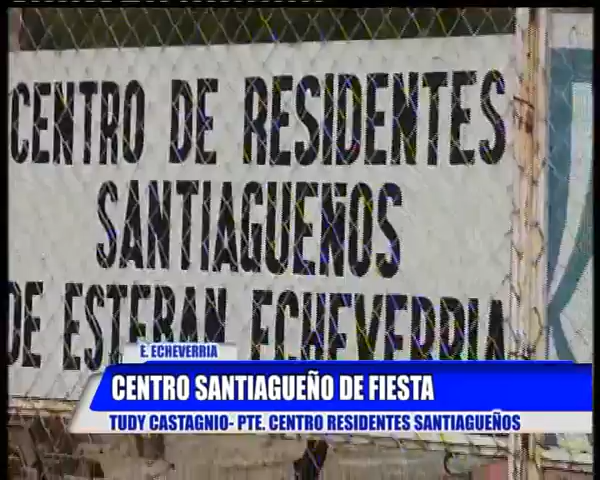 CENTRO DE RESIDENTES
SANTIAGUEÑOS
DE ESTEBAN ECHEVERRIA
E. ECHEVERRIA
CENTRO SANTIAGUEÑO DE FIESTA
TUDY CASTAGNIO- PTE. CENTRO RESIDENTES SANTIAGUEÑOS